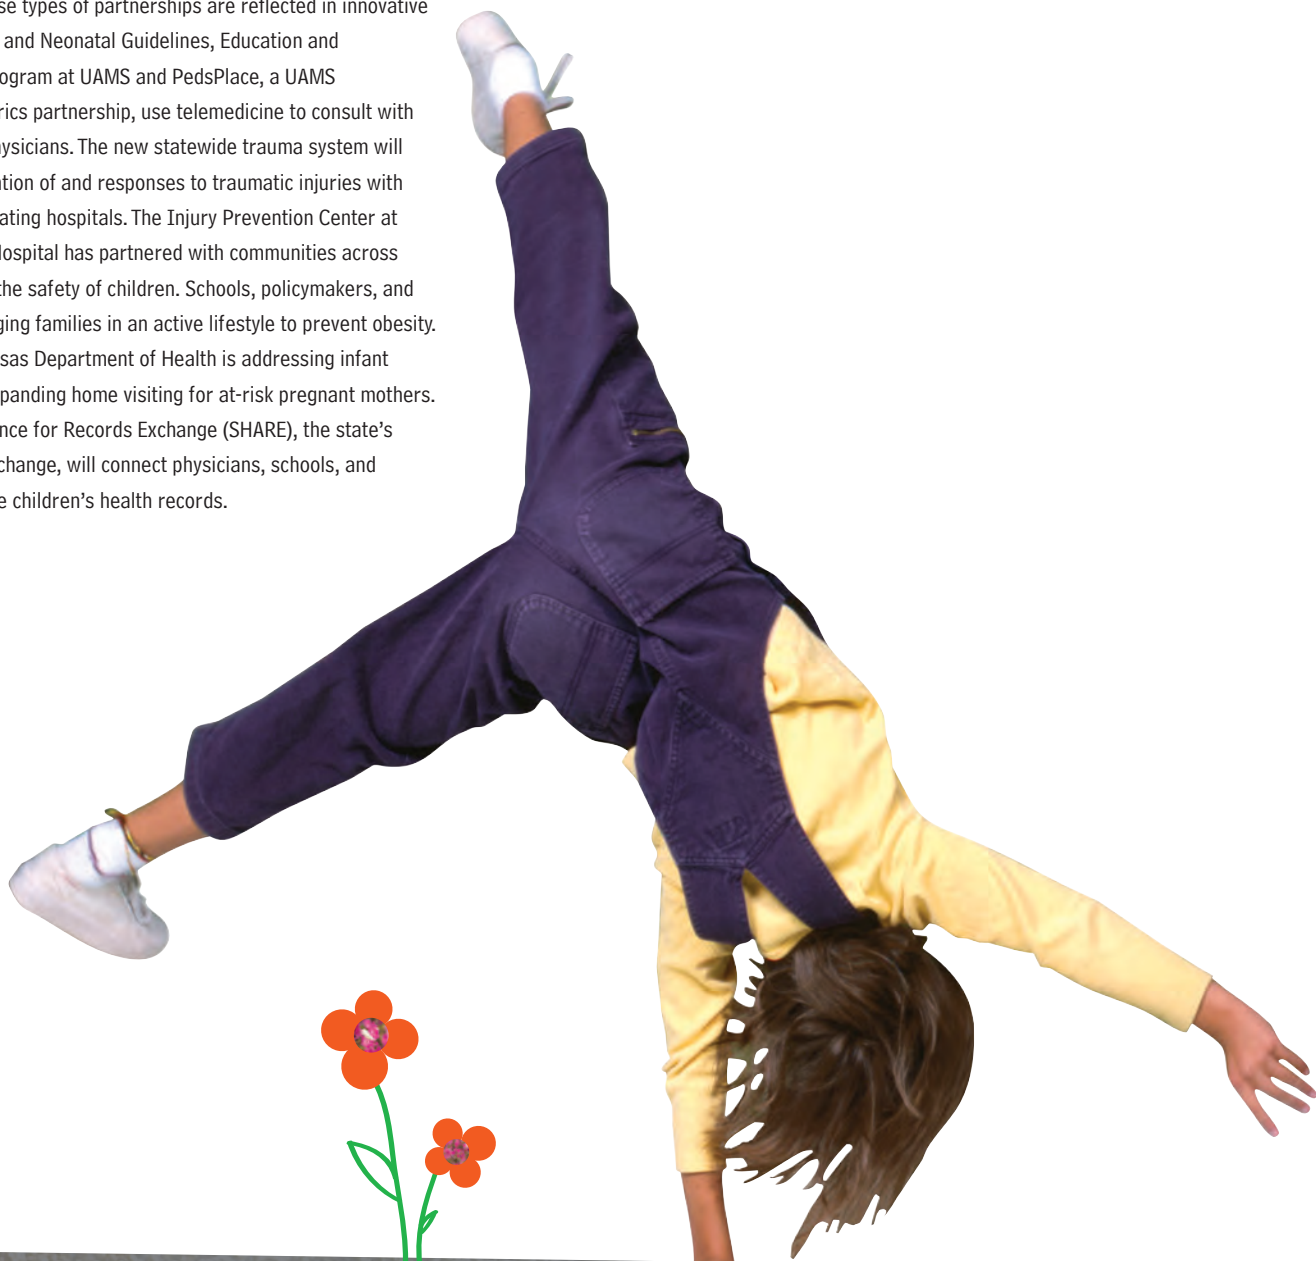 se types of partnerships are reflected in innovative
and Neonatal Guidelines, Education and
ogram at UAMS and PedsPlace, a UAMS
rics partnership, use telemedicine to consult with
ysicians. The new statewide trauma system will
tion of and responses to traumatic injuries with
ating hospitals. The Injury Prevention Center at
Hospital has partnered with communities across
the safety of children. Schools, policymakers, and
ging families in an active lifestyle to prevent obesity.
sas Department of Health is addressing infant
panding home visiting for at-risk pregnant mothers.
nce for Records Exchange (SHARE), the state’s
change, will connect physicians, schools, and
e children’s health records.